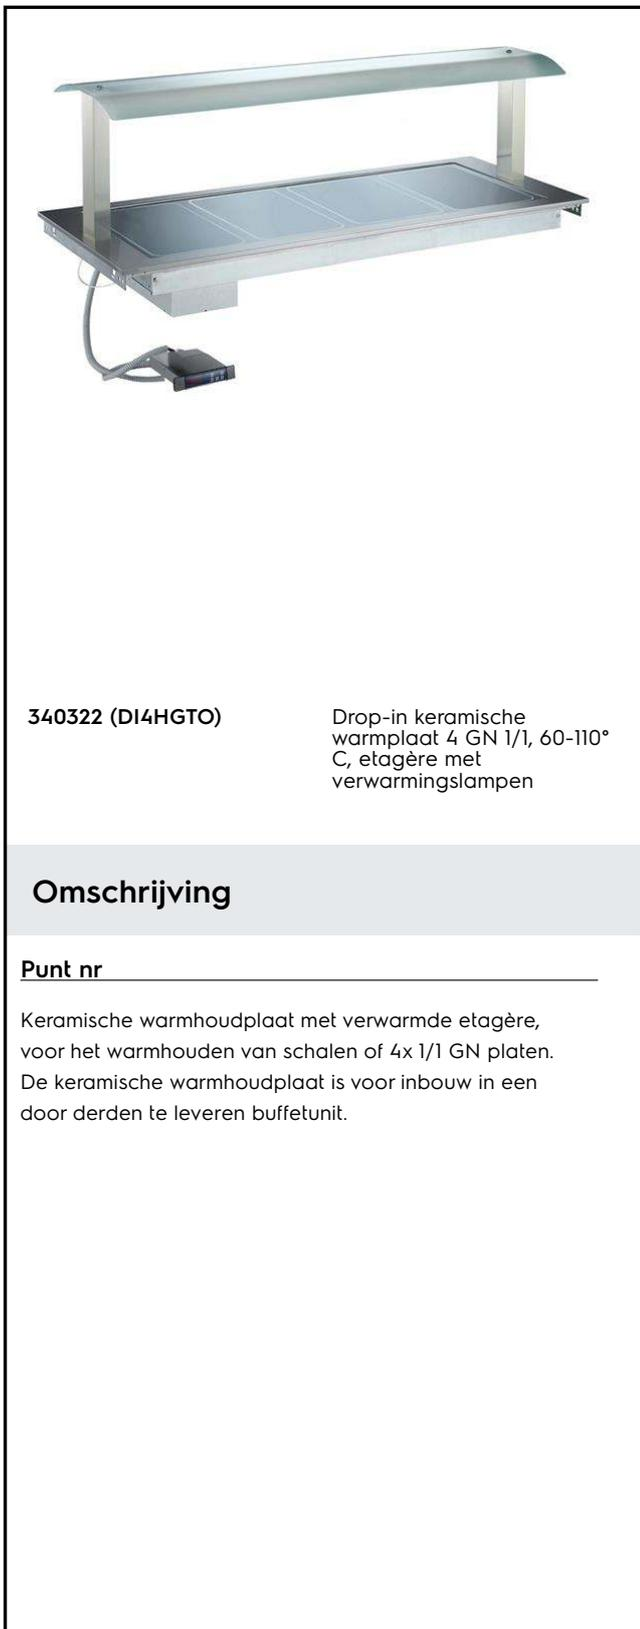 340322 (DI4HGTO)
Drop-in keramische
warmplaat 4 GN 1/1, 60-110°
C, etagère met
verwarmingslampen
Omschrijving
Punt nr
Keramische warmhoudplaat met verwarmde etagère,
voor het warmhouden van schalen of 4x 1/1 GN platen.
De keramische warmhoudplaat is voor inbouw in een
door derden te leveren buffetunit.